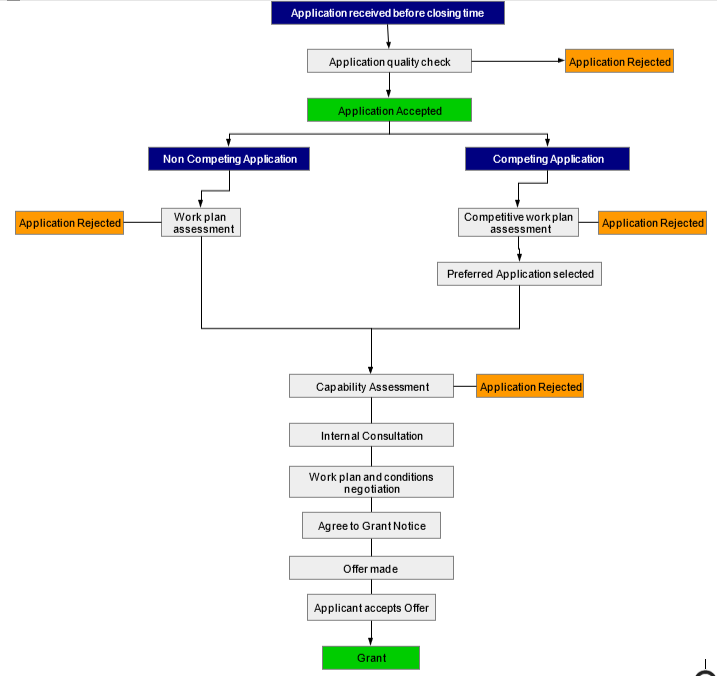 Application received before closing time
Application quality check
Application Rejected
Application Accepted
Non Competing Application
Competing Application
Application Rejected
Work plan
assessment
Competitive work plan
assessment
Application Rejected
Preferred Application selected
Capability Assessment
Application Rejected
Internal Consultation
Work plan and conditions
negotiation
Agree to Grant Notice
Offer made
Applicant accepts Offer
Grant